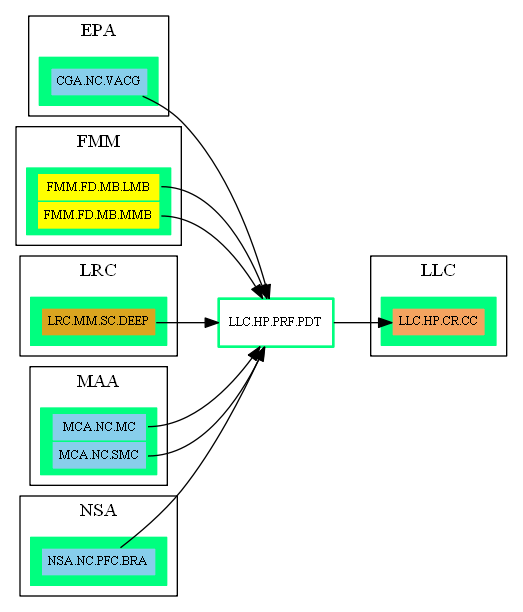 EPA
CGA.NC.VACG
FMM
FMM.FD.MB.LMB
FMM.FD.MB.MMB
LRC
LRC.MM.SC.DEEP
MAA
MCA.NC.MC
MCA.NC.SMC
NSA
NSA.NC.PFC.BRA
LLC.HP.PRF.PDT
LLC
LLC.HP.CR.CC